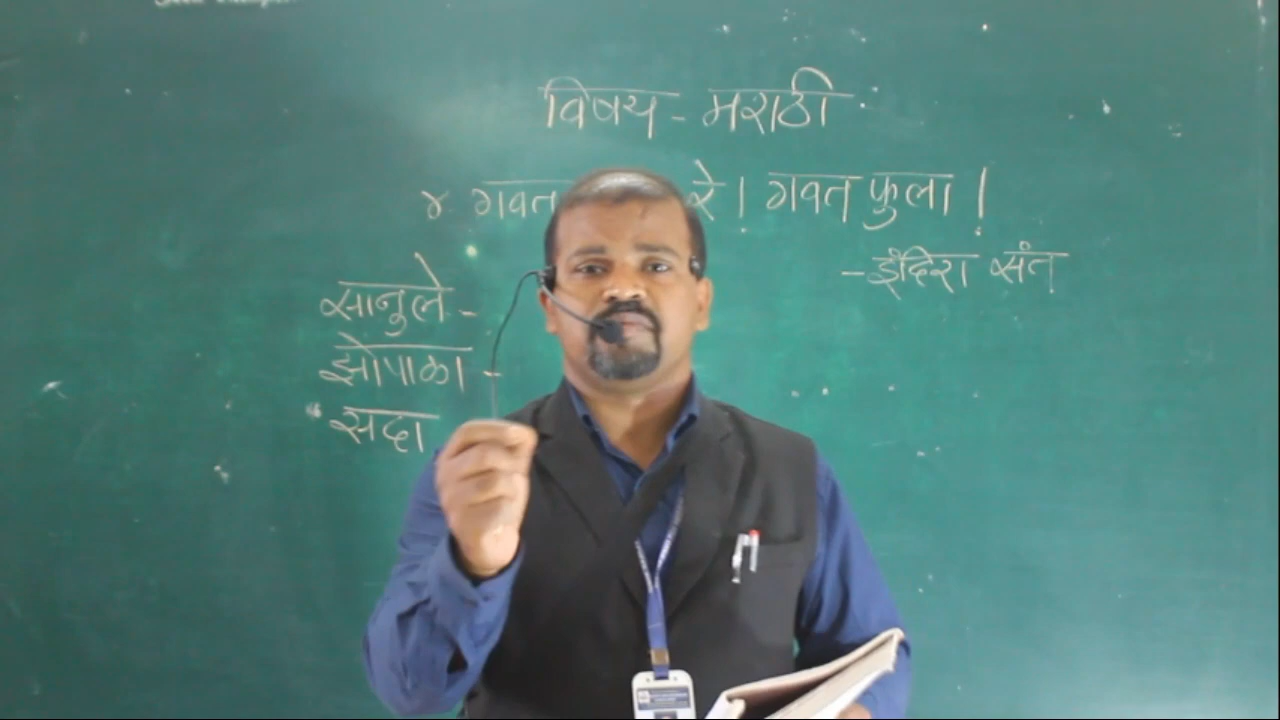 विषय - मराठी
४ गवत रे ! गवत फुला !
- इंदिरा संत
सानुले -
झोपाळा -
सदा